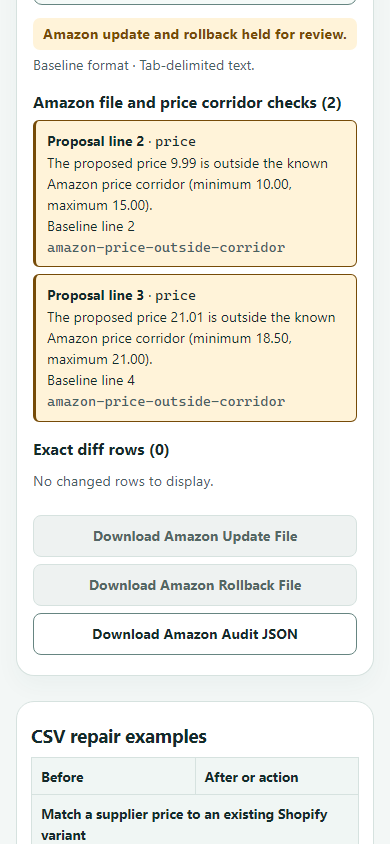 Amazon update and rollback held for review.
Baseline format · Tab-delimited text.
Amazon file and price corridor checks (2)
Proposal line 2 · price
The proposed price 9.99 is outside the known
Amazon price corridor (minimum 10.00,
maximum 15.00).
Baseline line 2
amazon-price-outside-corridor
Proposal line 3 · price
The proposed price 21.01 is outside the known
Amazon price corridor (minimum 18.50,
maximum 21.00).
Baseline line 4
amazon-price-outside-corridor
Exact diff rows (0)
No changed rows to display.
Download Amazon Update File
Download Amazon Rollback File
Download Amazon Audit JSON
CSV repair examples
Before
After or action
Match a supplier price to an existing Shopify
variant